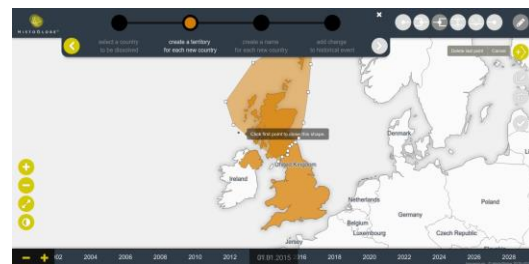 HISTOGLOBE
select a country
to be dissolved
create a territory
for each new country
create a name
for each new country
add change
to historical event
Delete last point
Cancel
Click first point to close the shape
Denmark
United Kingdom
Ireland
Netherlands
Belgium
Luxembourg
Germany
Poland
Czech Republic
Jersey
2004
2006
2008
2010
2012
01.01.2015
2018
2020
2022
2024
2026
2028